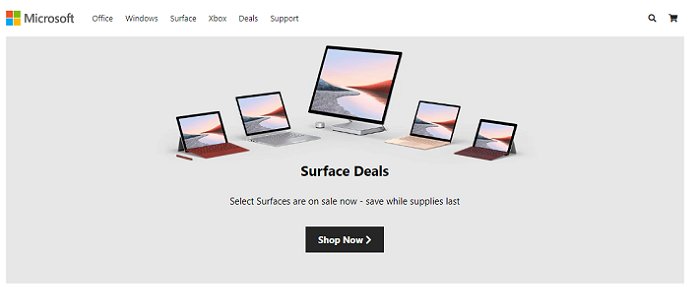 Microsoft Office Windows Surface Xbox Deals Support
Surface Deals
Select Surfaces are on sale now - save while supplies last
Shop Now